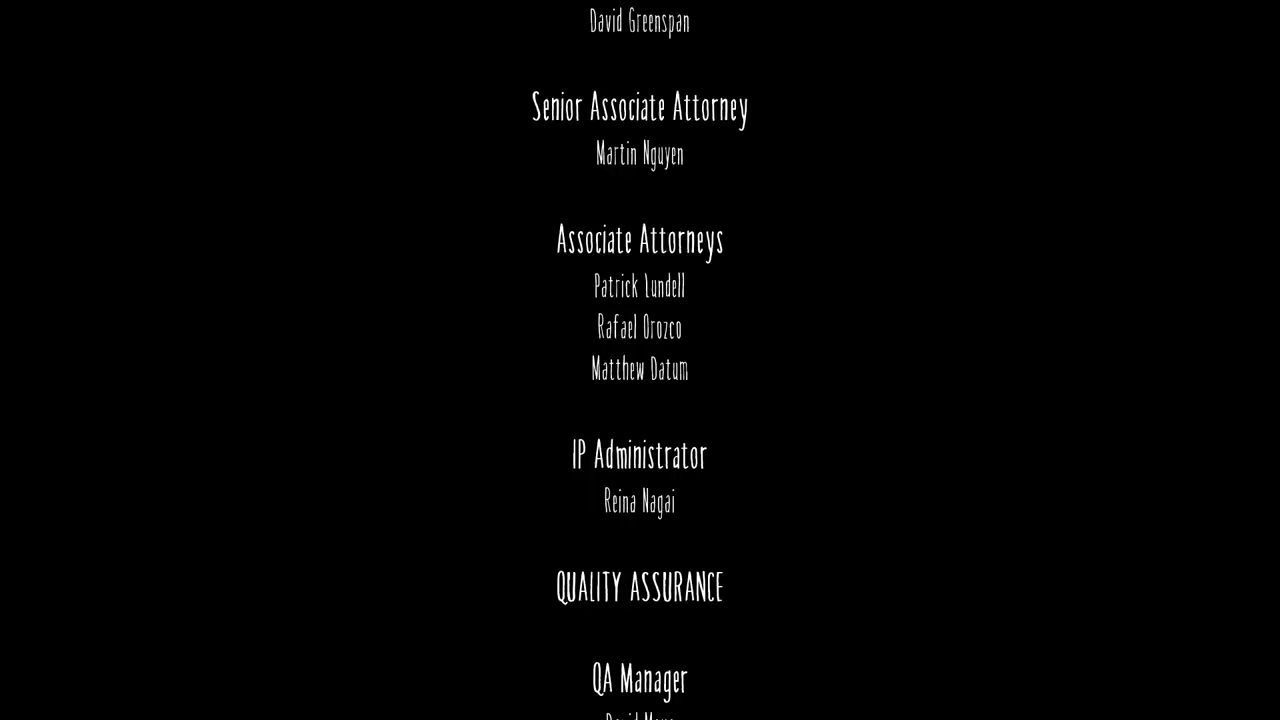 David Greenspan
Senior Associate Attorney
Martin Nguyen
Associate Attorneys
Patrick Lundell
Rafael Orozco
Matthew Datum
IP Administrator
Reina Nagai
QUALITY ASSURANCE
QA Manager
David